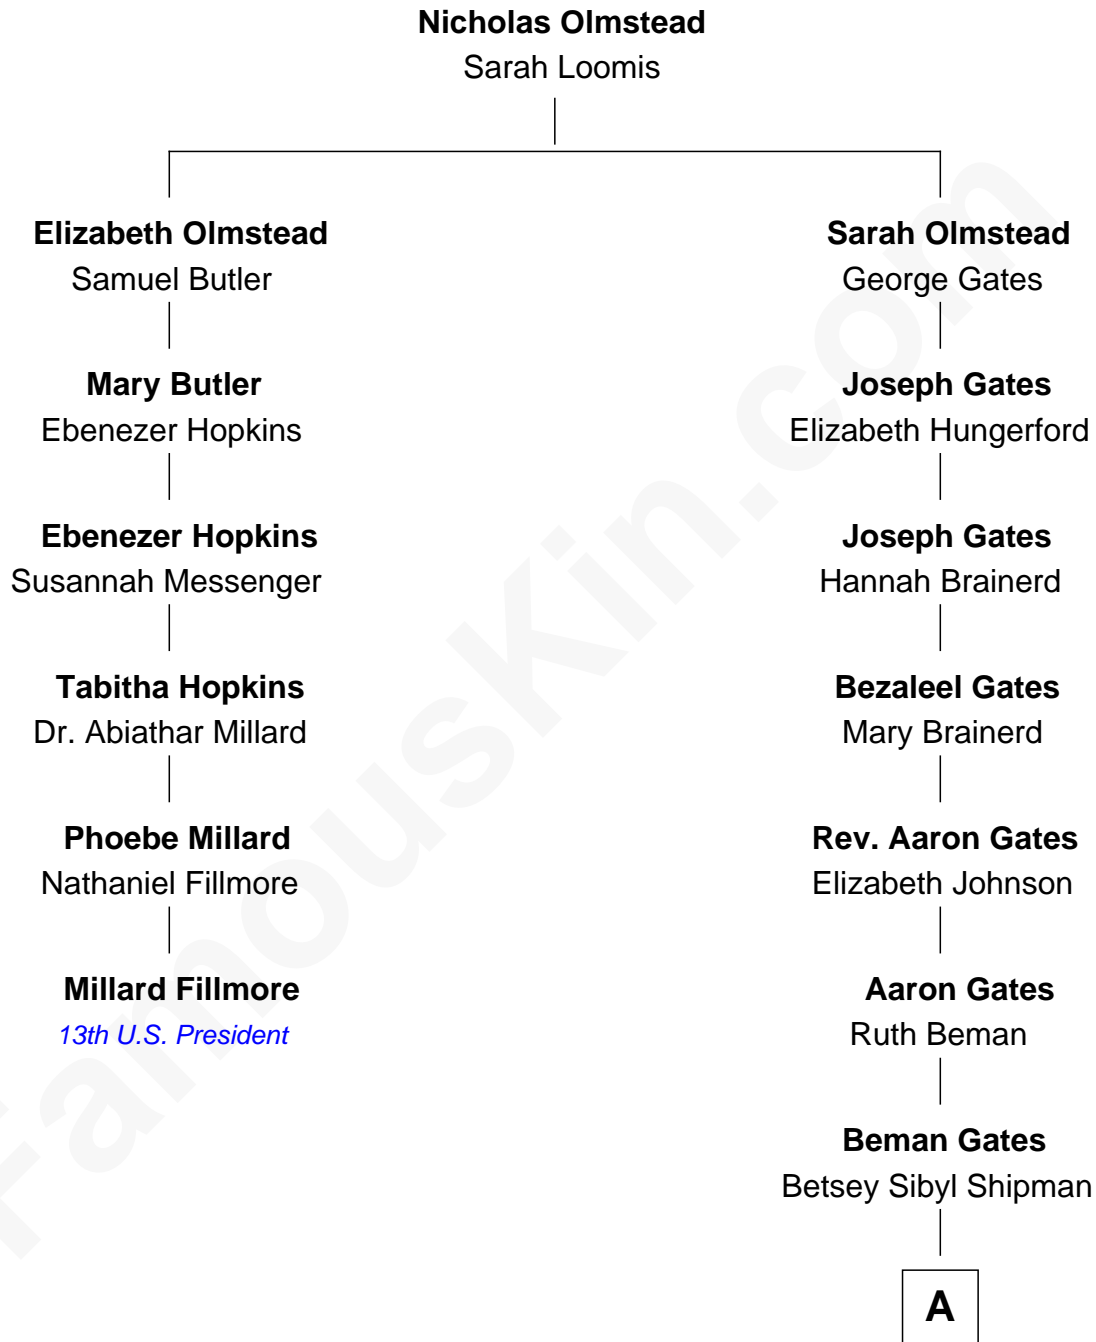 Nicholas Olmstead
Sarah Loomis
Elizabeth Olmstead
Samuel Butler
Mary Butler
Ebenezer Hopkins
Ebenezer Hopkins
Susannah Messenger
Tabitha Hopkins
Dr. Abiathar Millard
Phoebe Millard
Nathaniel Fillmore
Millard Fillmore
13th U.S. President
Sarah Olmstead
George Gates
Joseph Gates
Elizabeth Hungerford
Joseph Gates
Hannah Brainerd
Bezaleel Gates
Mary Brainerd
Rev. Aaron Gates
Elizabeth Johnson
Aaron Gates
Ruth Beman
Beman Gates
Betsey Sibyl Shipman
A
FamousKin.com